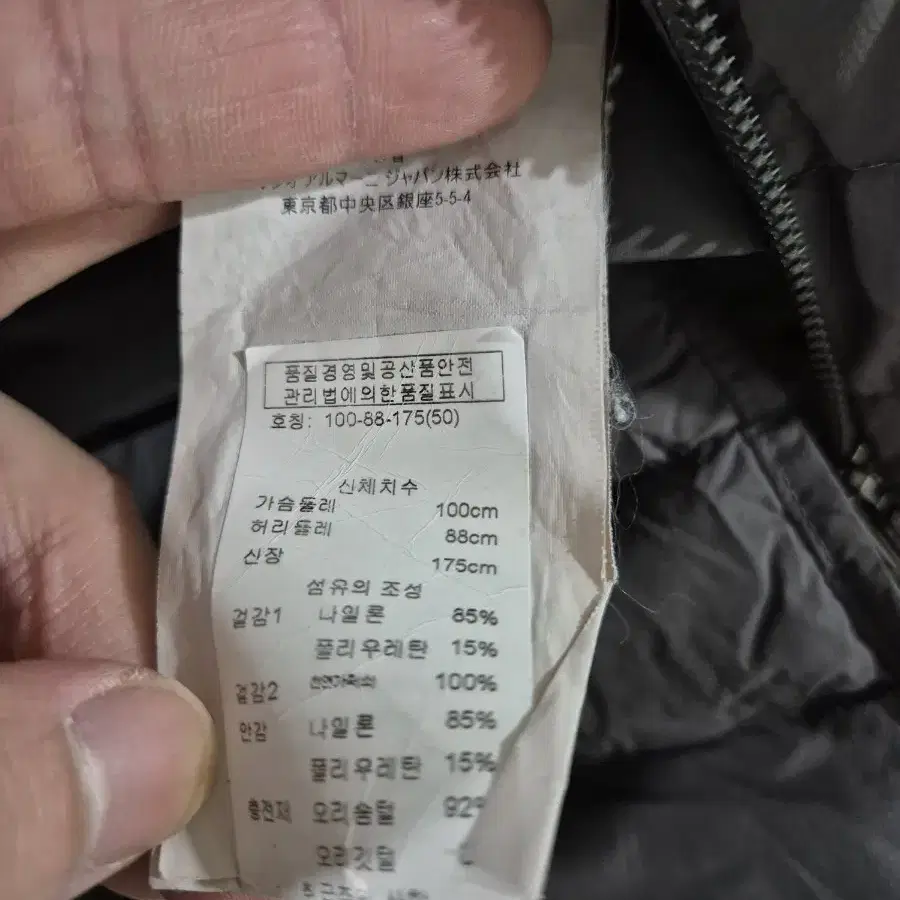 アルマーニ ジャパン株式会社
東京都中央区銀座5-5-4
품질경영및공산품안전
관리법에의한품질표시
호칭: 100-88-175(50)
신체치수
가슴둘레 100cm
허리둘레 88cm
신장 175cm
섬유의 조성
겉감1 나일론 85%
폴리우레탄 15%
겉감2 100%
안감 나일론 85%
폴리우레탄 15%
충전재 오리솜털 92%
오리깃털